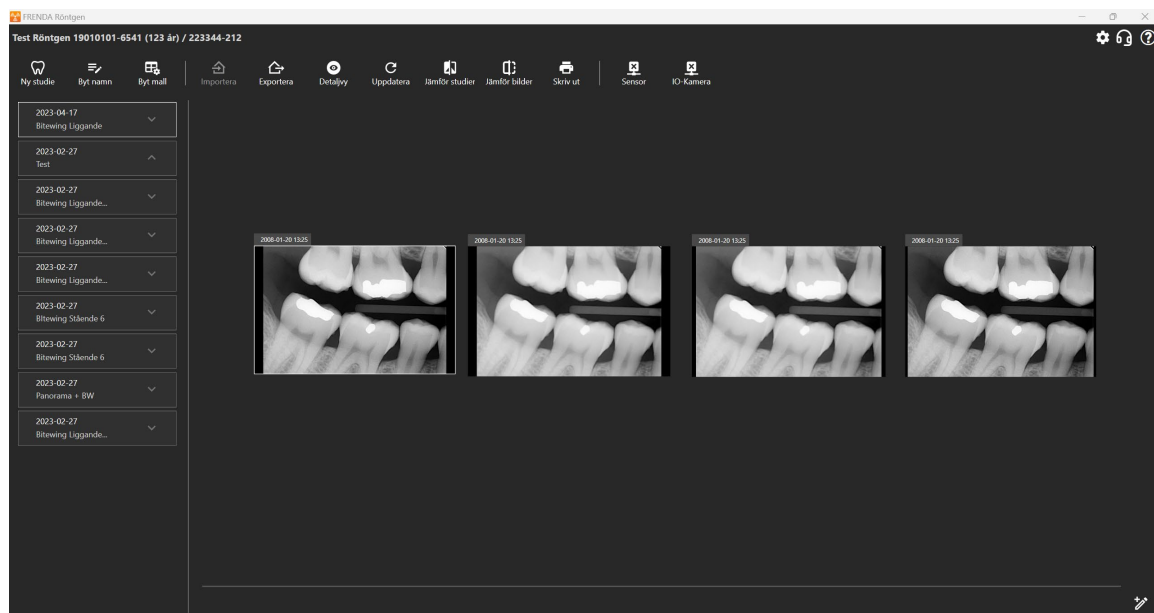 FRENDA Röntgen
Test Röntgen 19010101-6541 (123 år) / 223344-212
Ny studie
Byt namn
Byt mall
Importera
Exportera
Detaljvy
Uppdatera
Jämför studier
Jämför bilder
Skriv ut
Sensor
IO-Kamera
2023-04-17
Bitewing Liggande
2023-02-27
Test
2023-02-27
Bitewing Liggande...
2023-02-27
Bitewing Liggande...
2023-02-27
Bitewing Liggande...
2023-02-27
BItewing Stående 6
2023-02-27
Bitewing Stående 6
2023-02-27
Panorama + BW
2023-02-27
Bitewing Liggande...
2008-01-20 13:25
2008-01-20 13:25
2008-01-20 13:25
2008-01-20 13:25